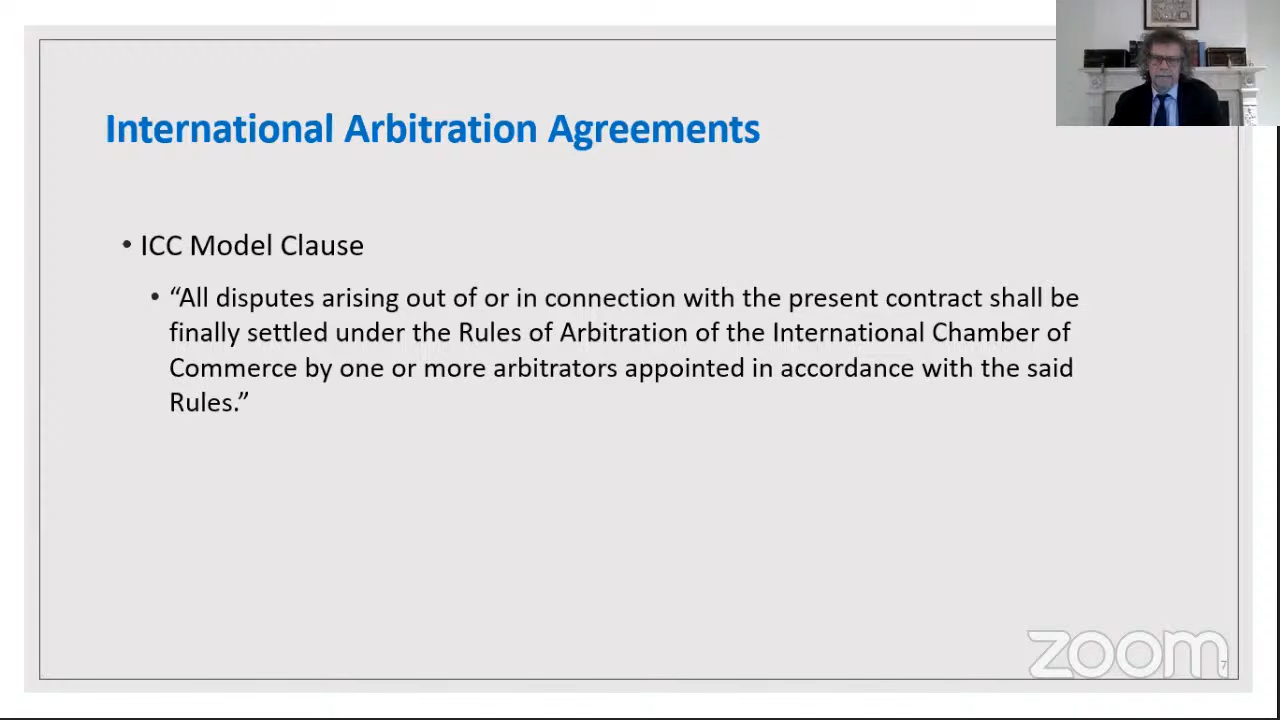 International Arbitration Agreements
• ICC Model Clause
• “All disputes arising out of or in connection with the present contract shall be
finally settled under the Rules of Arbitration of the International Chamber of
Commerce by one or more arbitrators appointed in accordance with the said
Rules.”
zoom
7